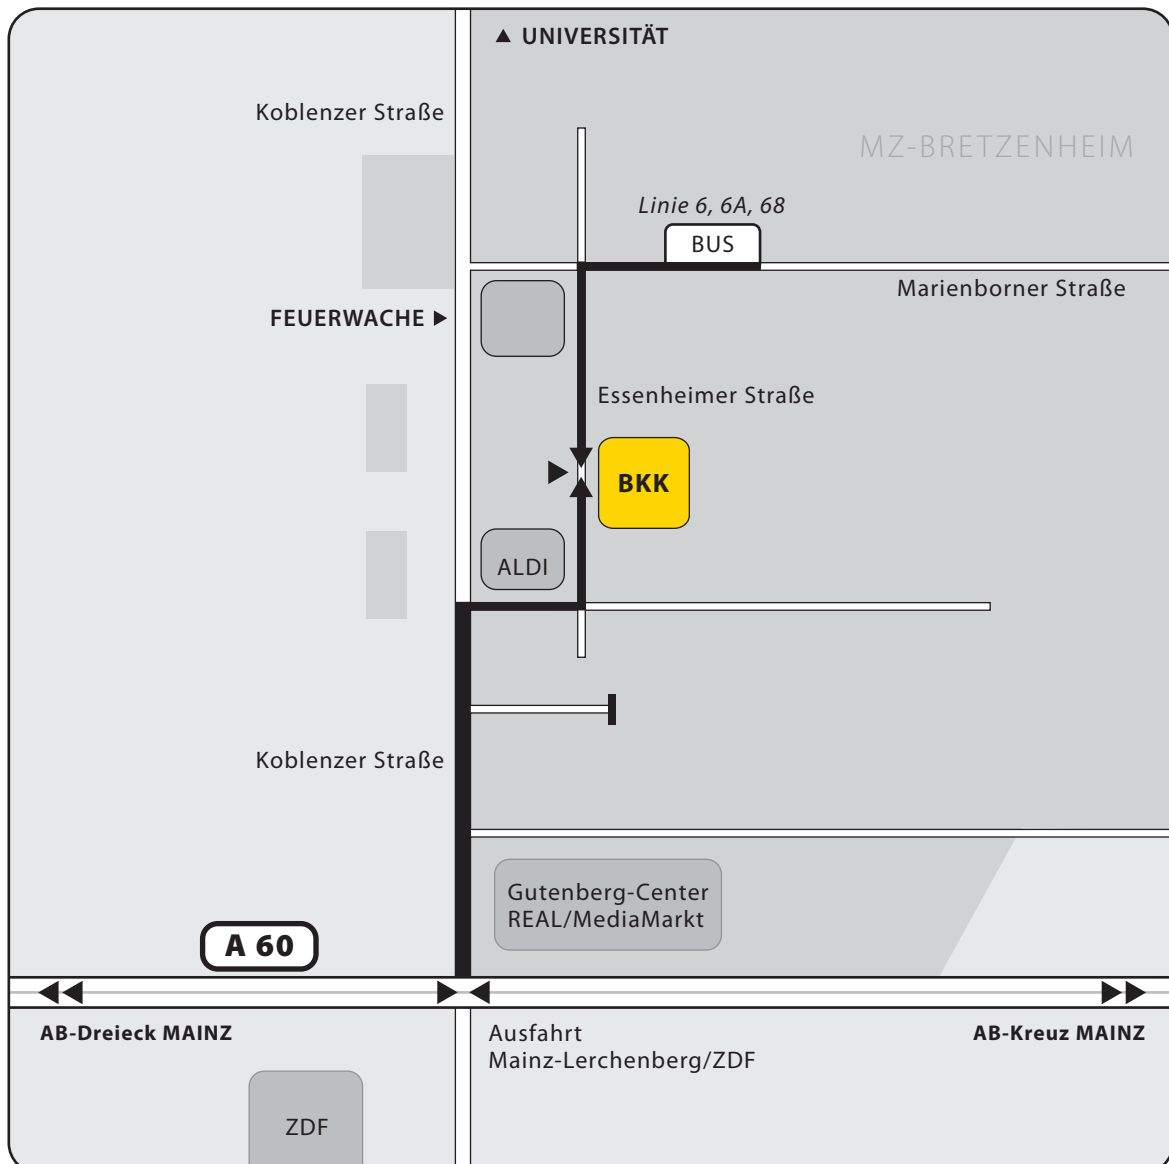 ▲ UNIVERSITÄT
Koblenzer Straße
MZ-BRETZENHEIM
Linie 6, 6A, 68
BUS
Marienborner Straße
FEUERWACHE ►
Essenheimer Straße
BKK
ALDI
Koblenzer Straße
Gutenberg-Center
REAL/MediaMarkt
A 60
AB-Dreieck MAINZ
Ausfahrt
Mainz-Lerchenberg/ZDF
AB-Kreuz MAINZ
ZDF